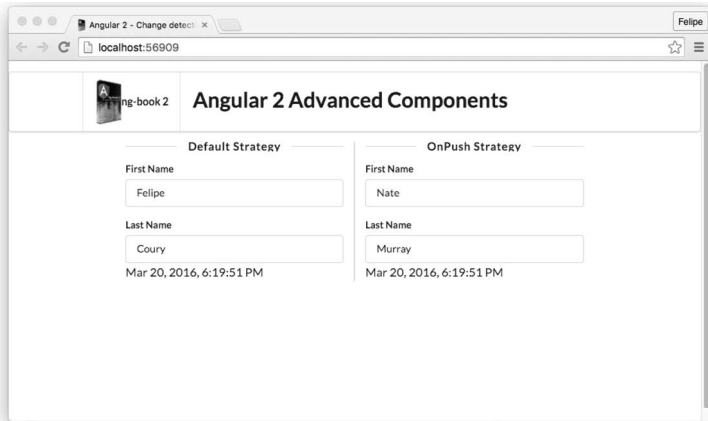 Angular 2 - Change detect
Felipe
localhost:56909
ng-book 2
Angular 2 Advanced Components
Default Strategy
First Name
Felipe
Last Name
Coury
Mar 20, 2016, 6:19:51 PM
OnPush Strategy
First Name
Nate
Last Name
Murray
Mar 20, 2016, 6:19:51 PM